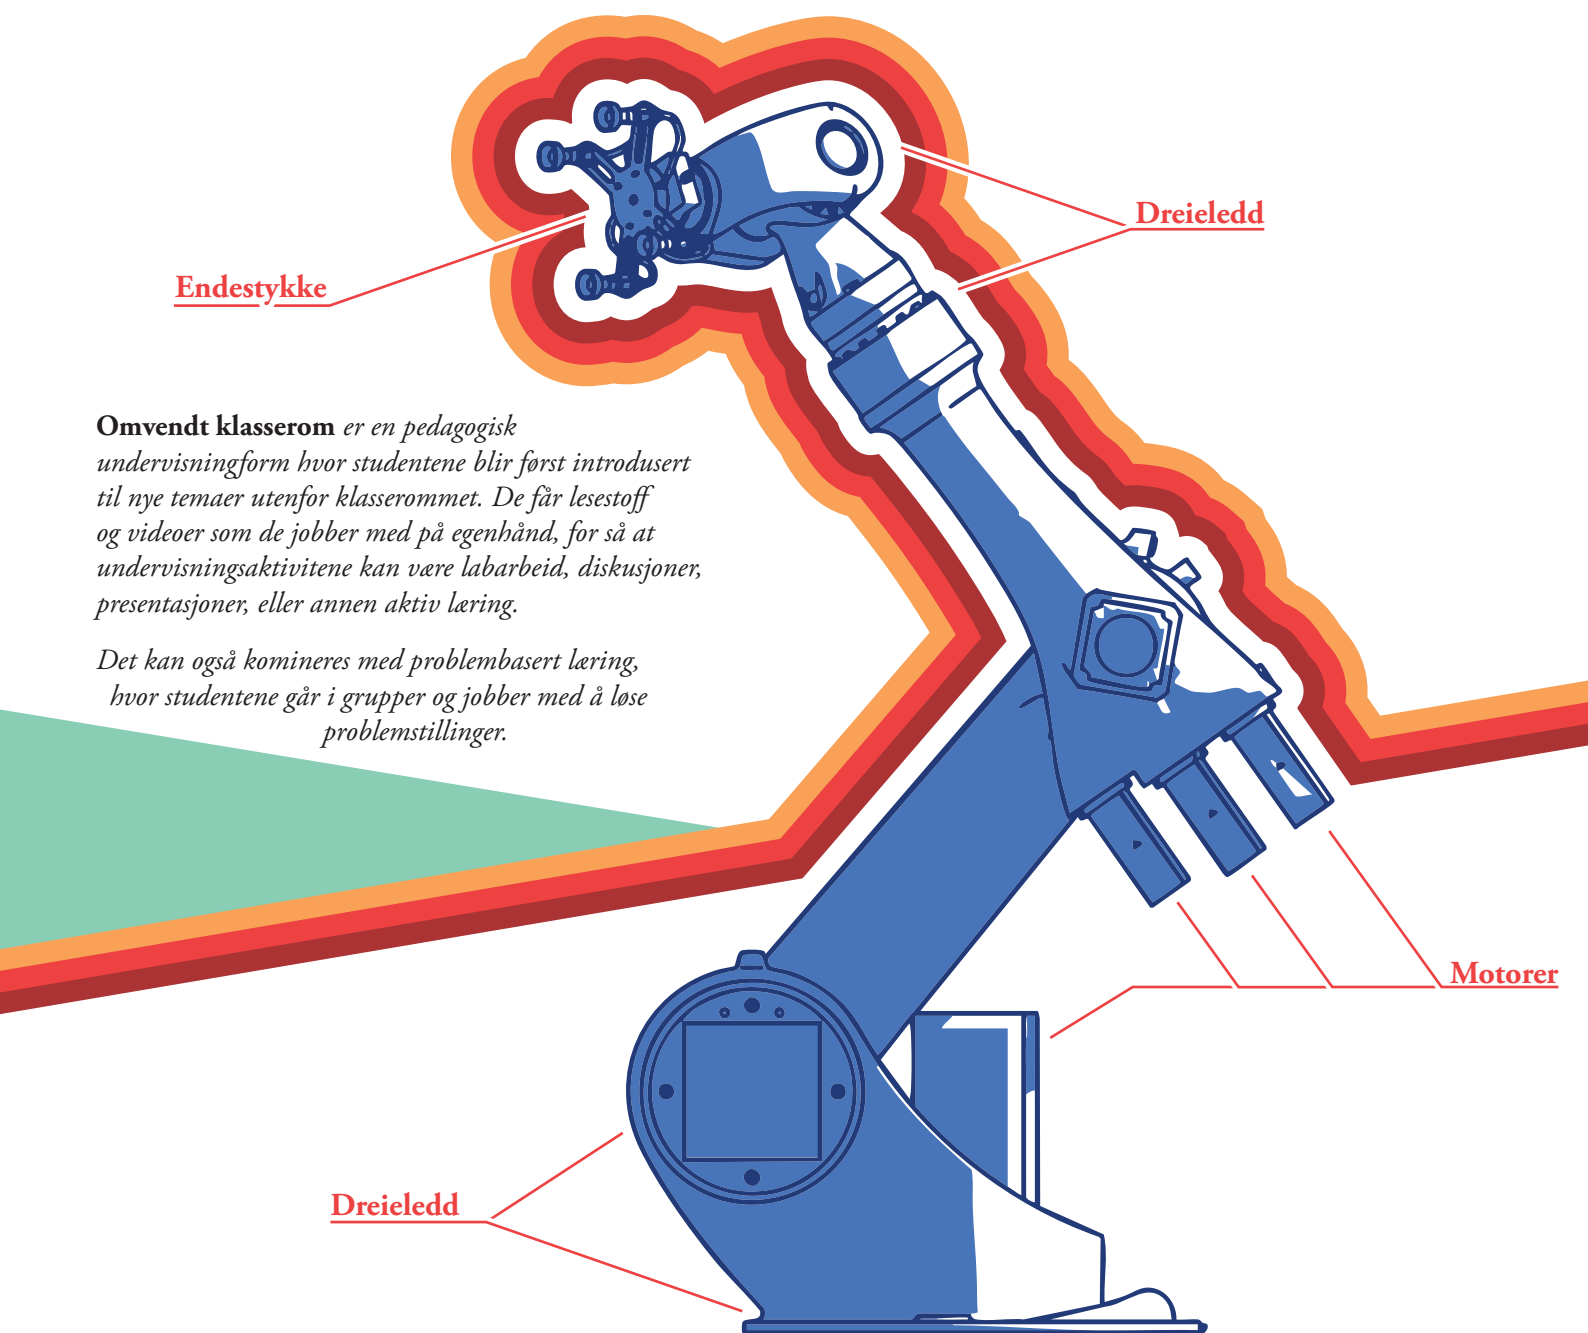 Dreieledd
Endestykke
Omvendt klasserom er en pedagogisk
undervisningform hvor studentene blir først introdusert
til nye temaer utenfor klasserommet. De får lesestoff
og videoer som de jobber med på egenhånd, for så at
undervisningsaktivitene kan være labarbeid, diskusjoner,
presentasjoner, eller annen aktiv læring.
Det kan også komineres med problembasert læring,
hvor studentene går i grupper og jobber med å løse
problemstillinger.
Motorer
Dreieledd